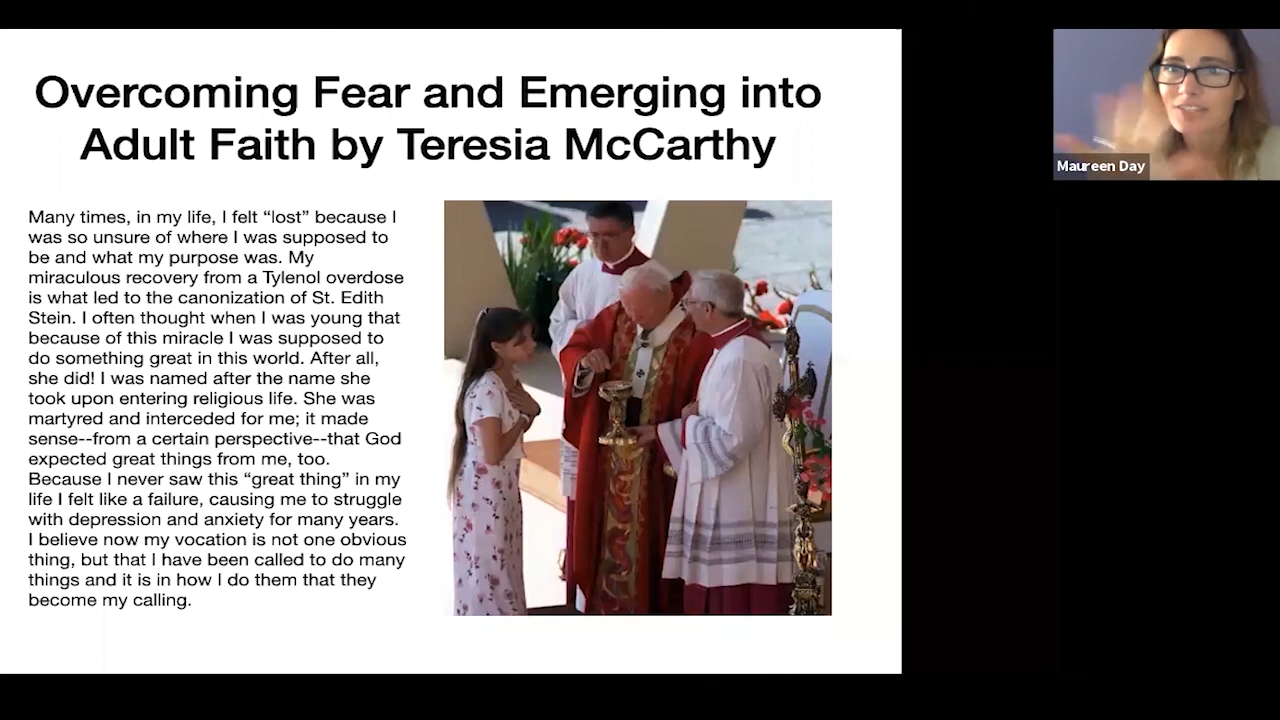 Overcoming Fear and Emerging into
Adult Faith by Teresia McCarthy
Many times, in my life, I felt “lost” because I
was so unsure of where I was supposed to
be and what my purpose was. My
miraculous recovery from a Tylenol overdose
is what led to the canonization of St. Edith
Stein. I often thought when I was young that
because of this miracle I was supposed to
do something great in this world. After all,
she did! I was named after the name she
took upon entering religious life. She was
martyred and interceded for me; it made
sense--from a certain perspective--that God
expected great things from me, too.
Because I never saw this “great thing” in my
life I felt like a failure, causing me to struggle
with depression and anxiety for many years.
I believe now my vocation is not one obvious
thing, but that I have been called to do many
things and it is in how I do them that they
become my calling.
Maureen Day